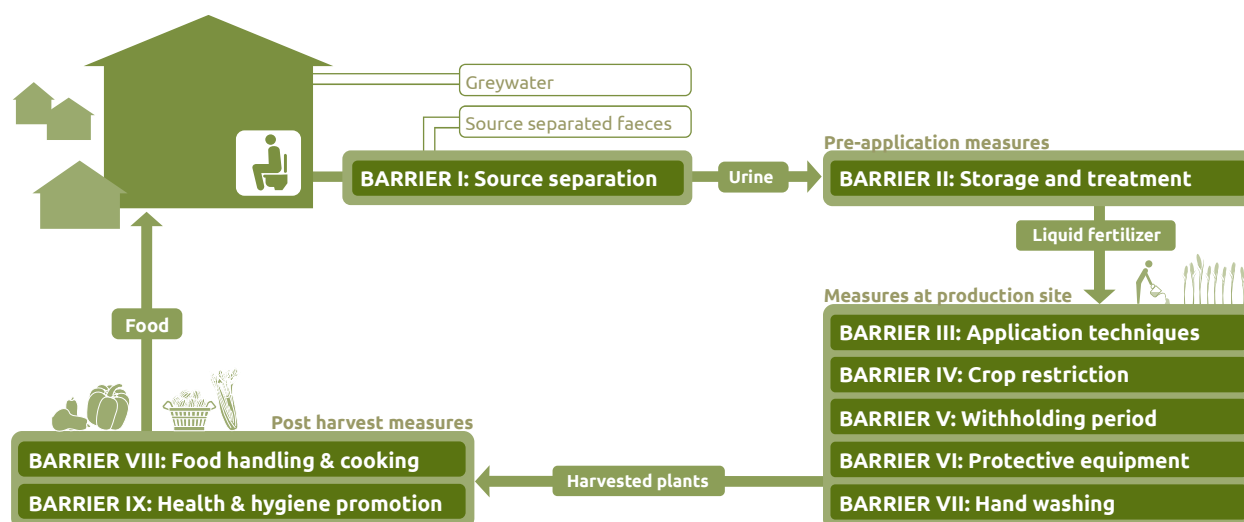 Greywater
Source separated faeces
BARRIER I: Source separation
Urine
Pre-application measures
BARRIER II: Storage and treatment
Liquid fertilizer
Measures at production site
BARRIER III: Application techniques
BARRIER IV: Crop restriction
BARRIER V: Withholding period
BARRIER VI: Protective equipment
BARRIER VII: Hand washing
Harvested plants
Post harvest measures
BARRIER VIII: Food handling & cooking
BARRIER IX: Health & hygiene promotion
Food